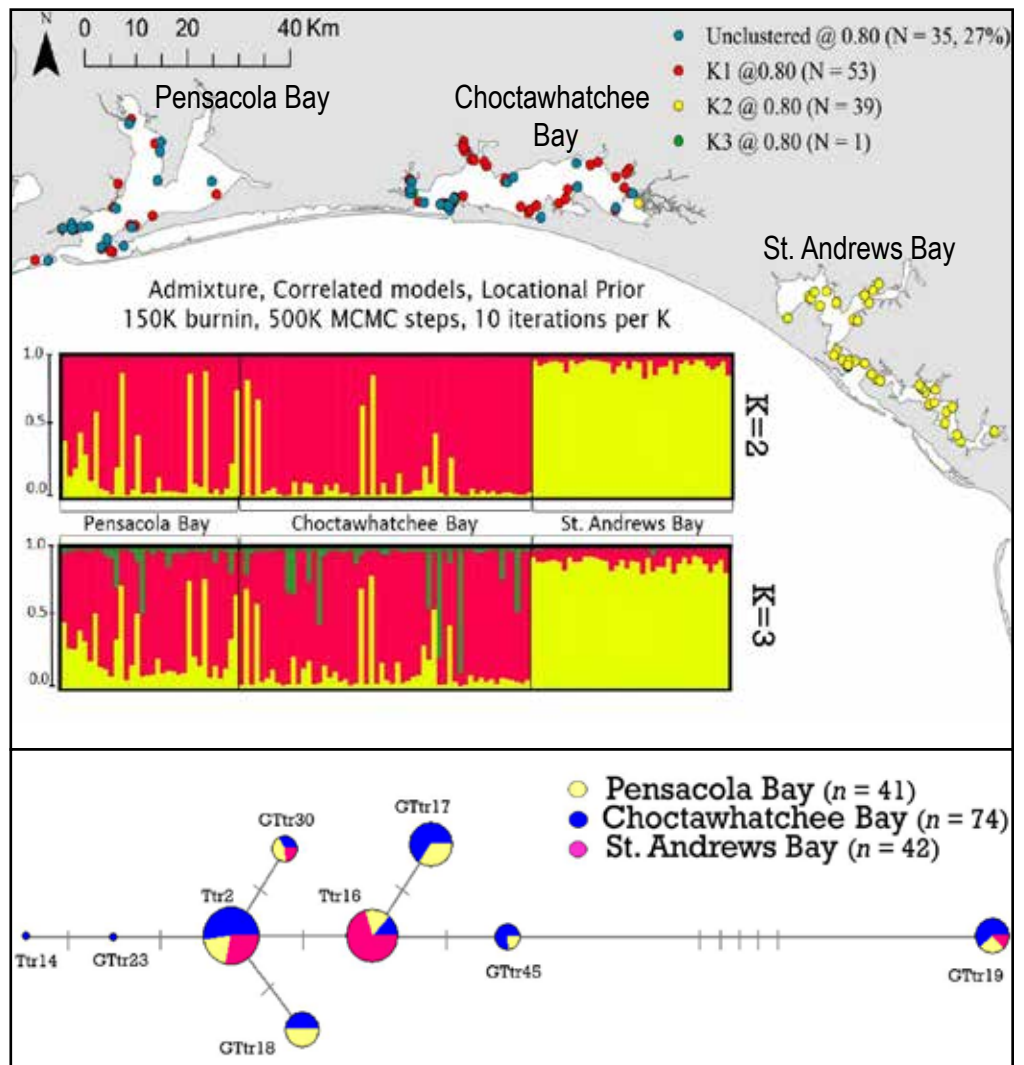 N
0 10 20 40 Km
Unclustered @ 0.80 (N = 35, 27%)
K1 @0.80 (N = 53)
K2 @ 0.80 (N = 39)
K3 @ 0.80 (N = 1)
Pensacola Bay
Choctawhatchee
Bay
St. Andrews Bay
Admixture, Correlated models, Locational Prior
150K burnin, 500K MCMC steps, 10 iterations per K
1.0
0.5
0.0
K=2
Pensacola Bay Choctawhatchee Bay St. Andrews Bay
1.0
0.5
0.0
K=3
Pensacola Bay (n = 41)
Choctawhatchee Bay (n = 74)
St. Andrews Bay (n = 42)
GTtr30
GTtr17
Ttr2
Ttr16
Ttr14
GTtr23
GTtr45
GTtr19
GTtr18